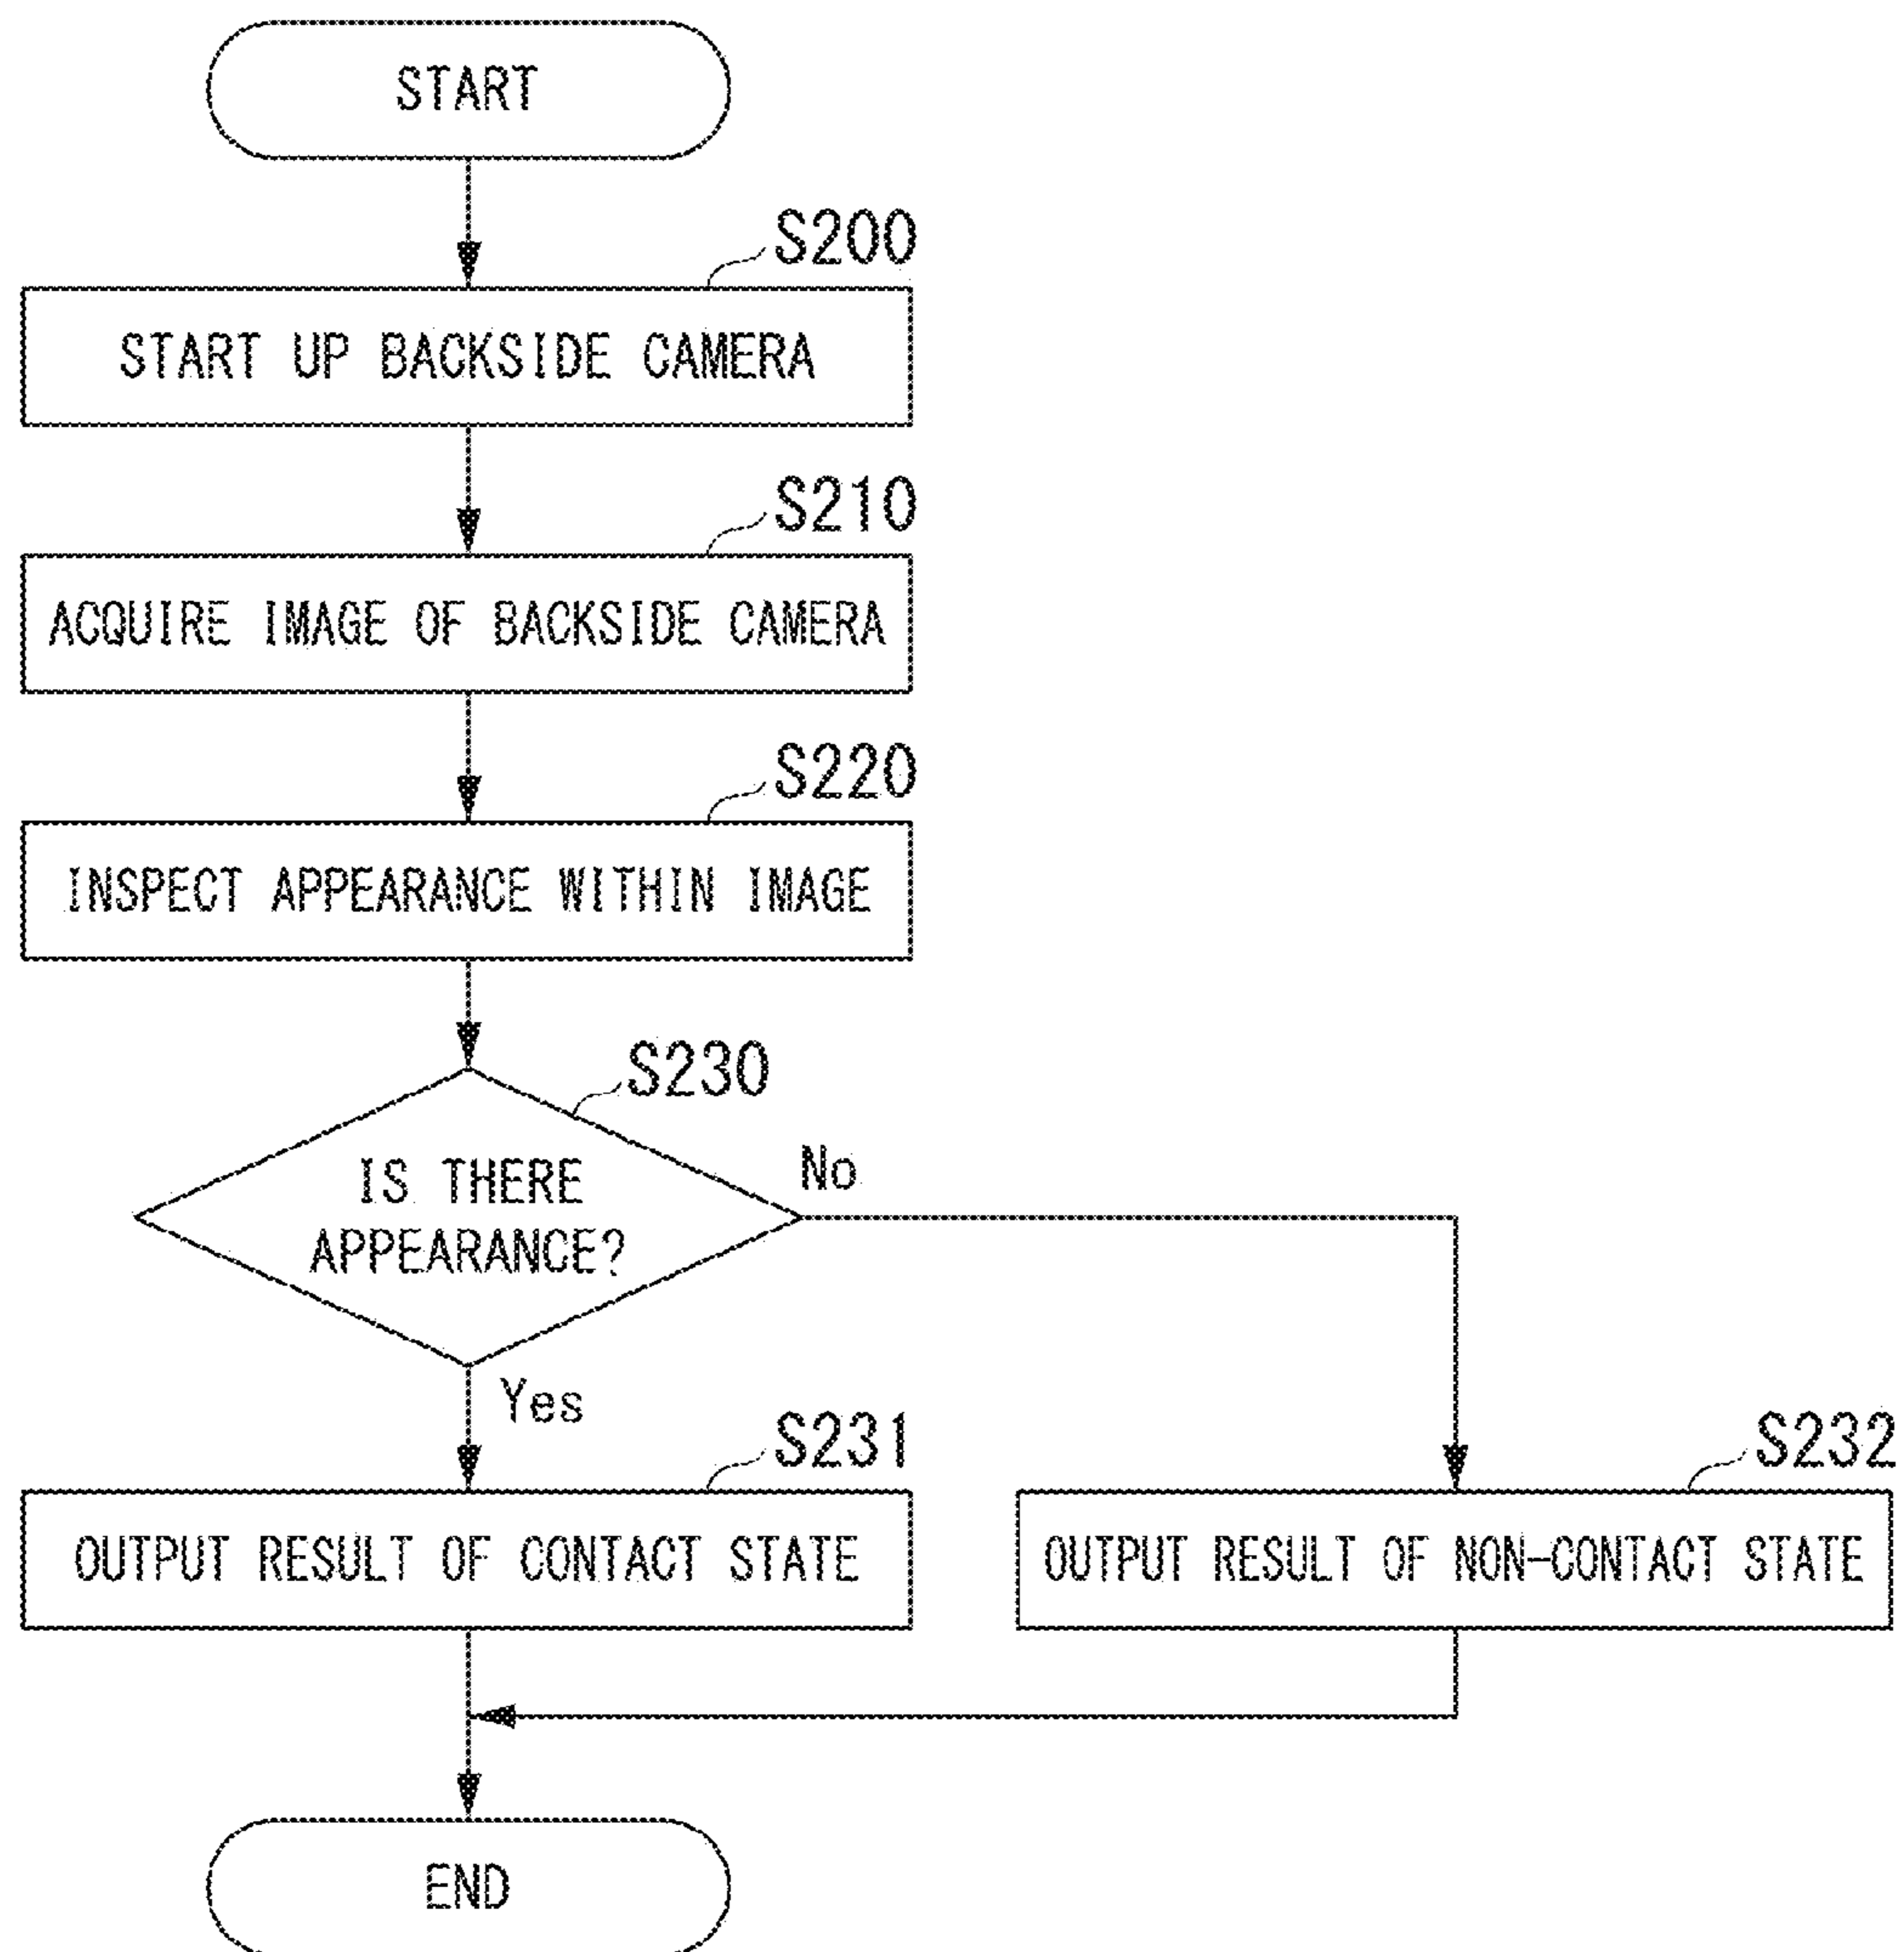 START
S200
START UP BACKSIDE CAMERA
S210
ACQUIRE IMAGE OF BACKSIDE CAMERA
S220
INSPECT APPEARANCE WITHIN IMAGE
S230
IS THERE
APPEARANCE?
No
Yes
S231
OUTPUT RESULT OF CONTACT STATE
S232
OUTPUT RESULT OF NON-CONTACT STATE
END